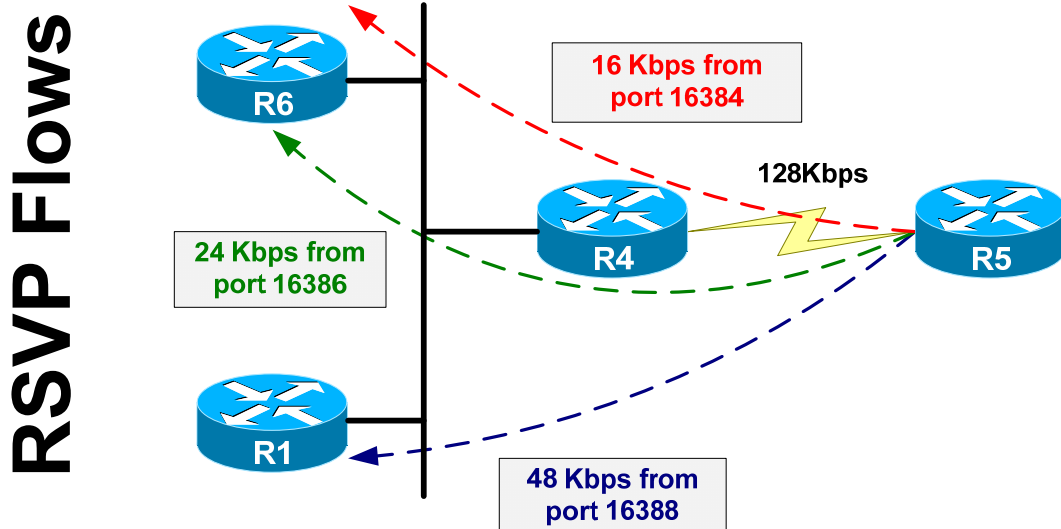 RSVP Flows
R6
16 Kbps from
port 16384
128Kbps
R4
R5
24 Kbps from
port 16386
R1
48 Kbps from
port 16388